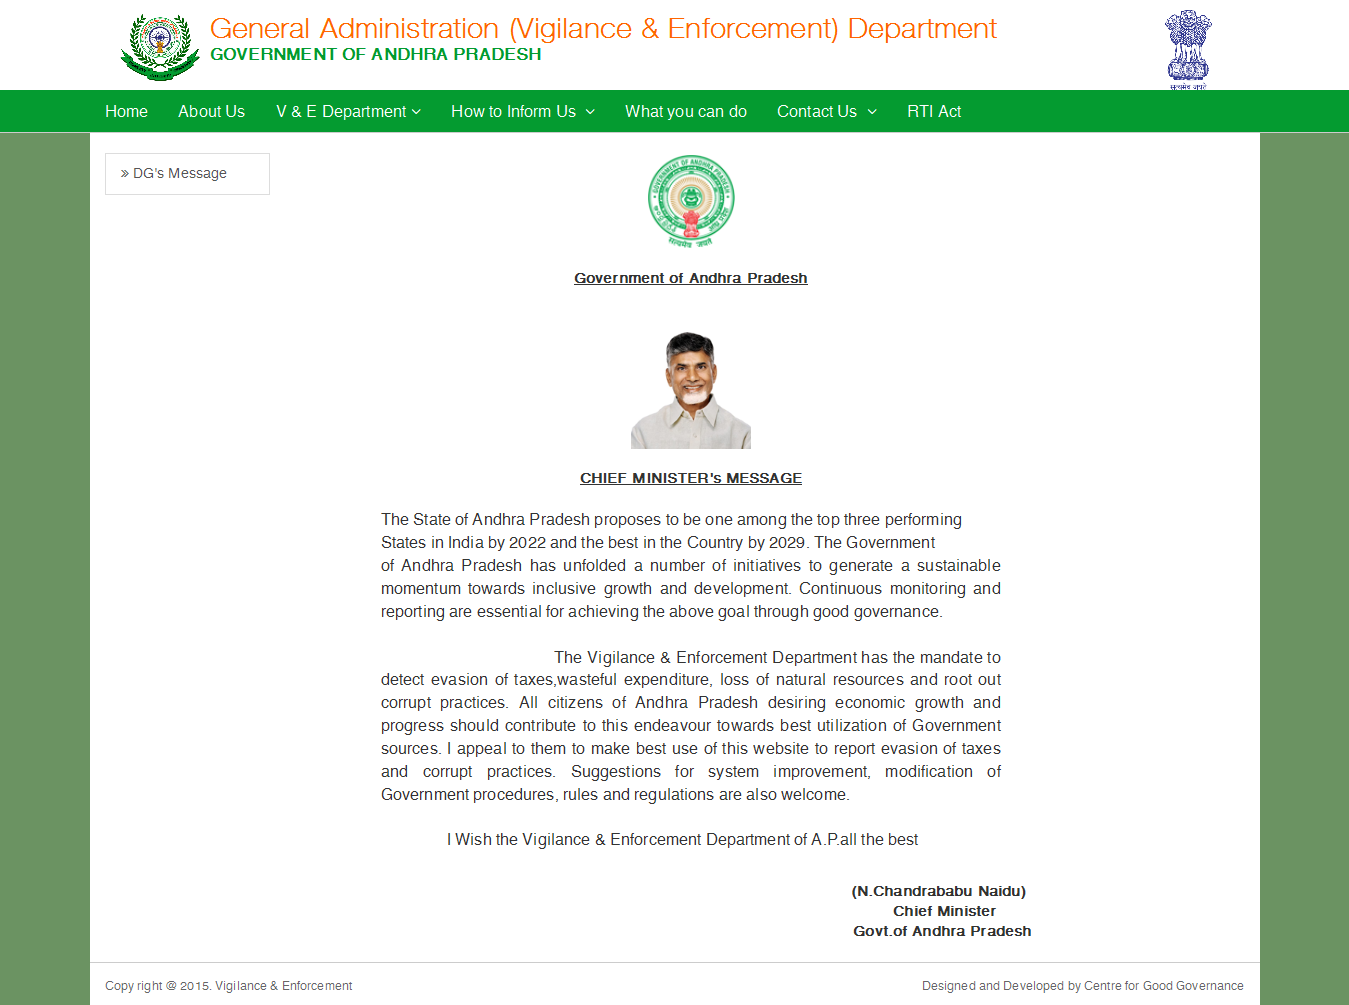 General Administration (Vigilance & Enforcement) Department
GOVERNMENT OF ANDHRA PRADESH
सत्यमेव जयते
Home About Us V & E Department How to Inform Us What you can do Contact Us RTI Act
» DG's Message
GOVERNMENT OF ANDHRA PRADESH
सत्यमेव जयते
Government of Andhra Pradesh
CHIEF MINISTER's MESSAGE
The State of Andhra Pradesh proposes to be one among the top three performing
States in India by 2022 and the best in the Country by 2029. The Government
of Andhra Pradesh has unfolded a number of initiatives to generate a sustainable
momentum towards inclusive growth and development. Continuous monitoring and
reporting are essential for achieving the above goal through good governance.
The Vigilance & Enforcement Department has the mandate to
detect evasion of taxes,wasteful expenditure, loss of natural resources and root out
corrupt practices. All citizens of Andhra Pradesh desiring economic growth and
progress should contribute to this endeavour towards best utilization of Government
sources. I appeal to them to make best use of this website to report evasion of taxes
and corrupt practices. Suggestions for system improvement, modification of
Government procedures, rules and regulations are also welcome.
I Wish the Vigilance & Enforcement Department of A.P.all the best
(N.Chandrababu Naidu)
Chief Minister
Govt.of Andhra Pradesh
Copy right @ 2015. Vigilance & Enforcement
Designed and Developed by Centre for Good Governance